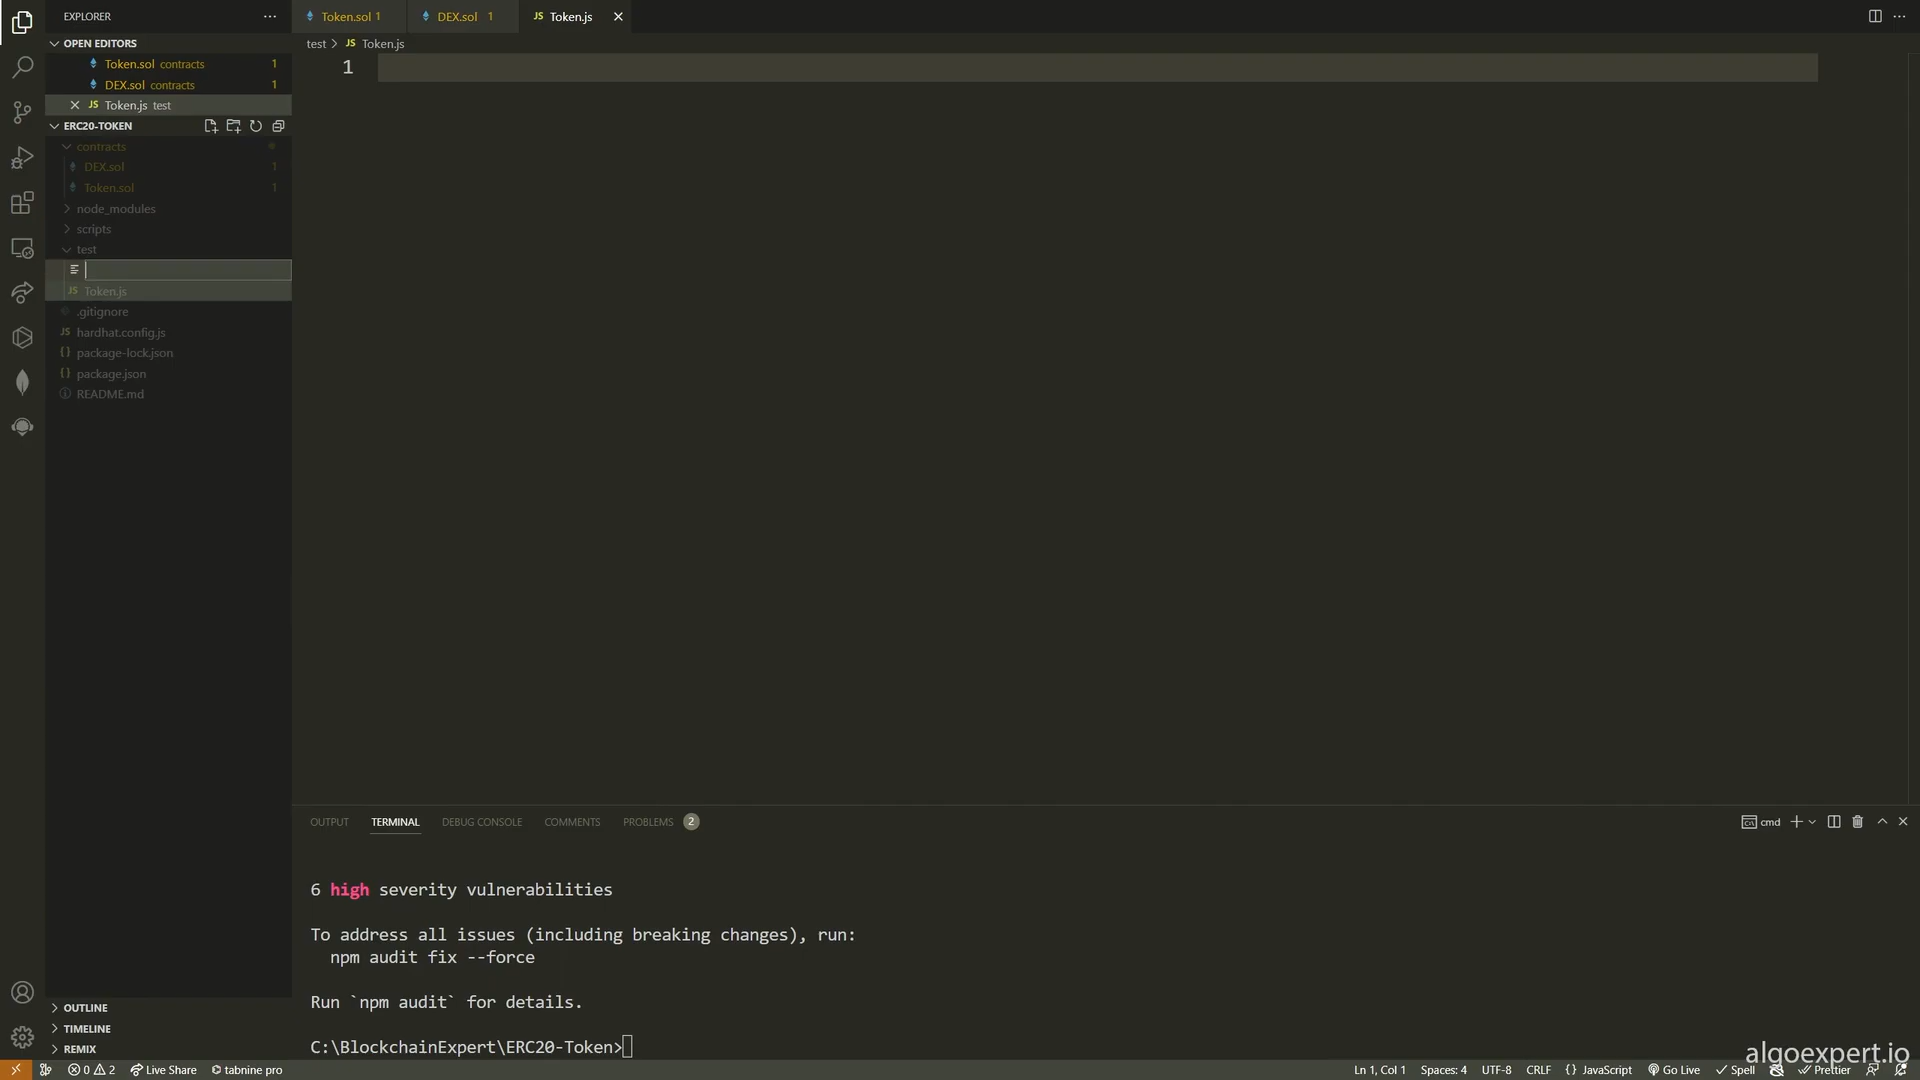 EXPLORER
Token.sol 1
DEX.sol 1
JS Token.js
OPEN EDITORS
test > JS Token.js
Token.sol contracts 1
1
DEX.sol contracts 1
JS Token.js test
ERC20-TOKEN
contracts
DEX.sol 1
Token.sol 1
node_modules
scripts
test
JS Token.js
.gitignore
JS hardhat.config.js
{} package-lock.json
{} package.json
README.md
OUTPUT TERMINAL DEBUG CONSOLE COMMENTS PROBLEMS 2
cmd
6 high severity vulnerabilities
To address all issues (including breaking changes), run:
npm audit fix --force
Run `npm audit` for details.
C:\BlockchainExpert\ERC20-Token>
OUTLINE
TIMELINE
REMIX
algoexpert.io
0 2 Live Share tabnine pro
Ln 1, Col 1 Spaces: 4 UTF-8 CRLF {} JavaScript Go Live Spell Prettier